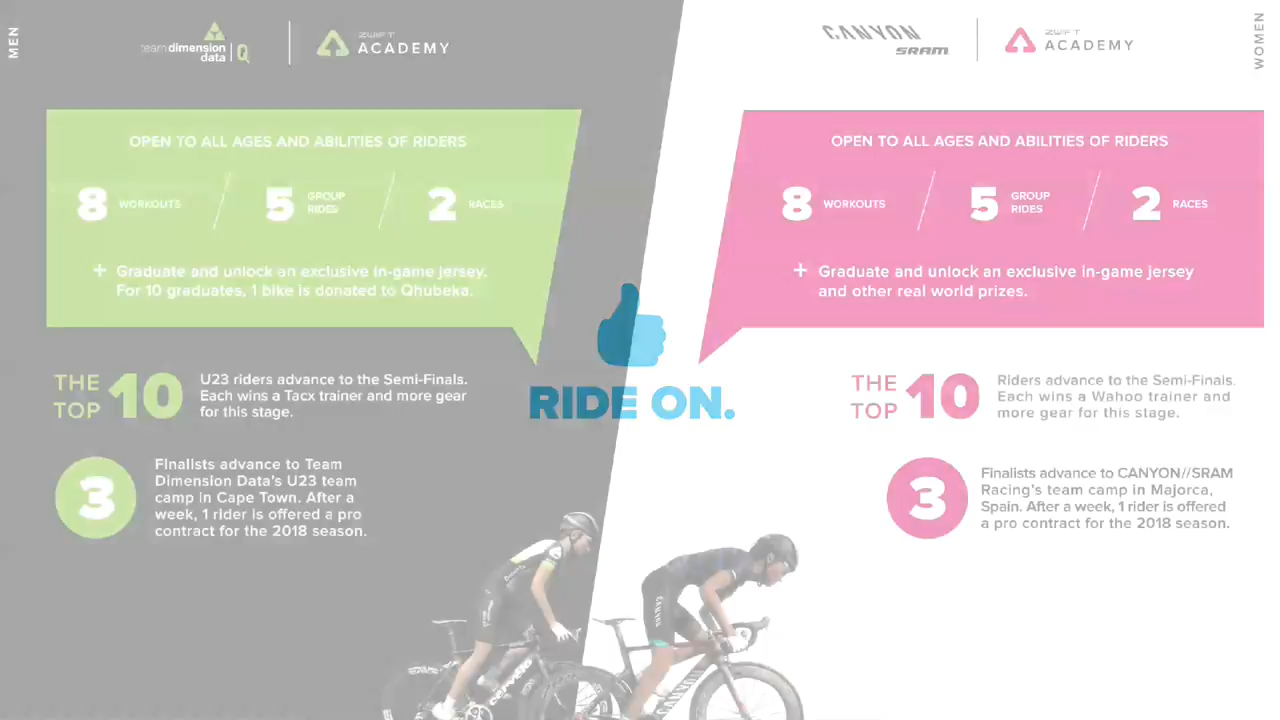 MEN
team dimension
data
Q
ZWIFT
ACADEMY
OPEN TO ALL AGES AND ABILITIES OF RIDERS
8 WORKOUTS
5 GROUP
RIDES
2 RACES
+ Graduate and unlock an exclusive in-game jersey.
For 10 graduates, 1 bike is donated to Qhubeka.
THE
TOP
10
U23 riders advance to the Semi-Finals.
Each wins a Tacx trainer and more gear
for this stage.
3
Finalists advance to Team
Dimension Data's U23 team
camp in Cape Town. After a
week, 1 rider is offered a pro
contract for the 2018 season.
RIDE ON.
WOMEN
CANYON
SRAM
ZWIFT
ACADEMY
OPEN TO ALL AGES AND ABILITIES OF RIDERS
8 WORKOUTS
5 GROUP
RIDES
2 RACES
+ Graduate and unlock an exclusive in-game jersey
and other real world prizes.
THE
TOP
10
Riders advance to the Semi-Finals.
Each wins a Wahoo trainer and
more gear for this stage.
3
Finalists advance to CANYON//SRAM
Racing's team camp in Majorca,
Spain. After a week, 1 rider is offered
a pro contract for the 2018 season.
cervélo
CANYON
CANYON